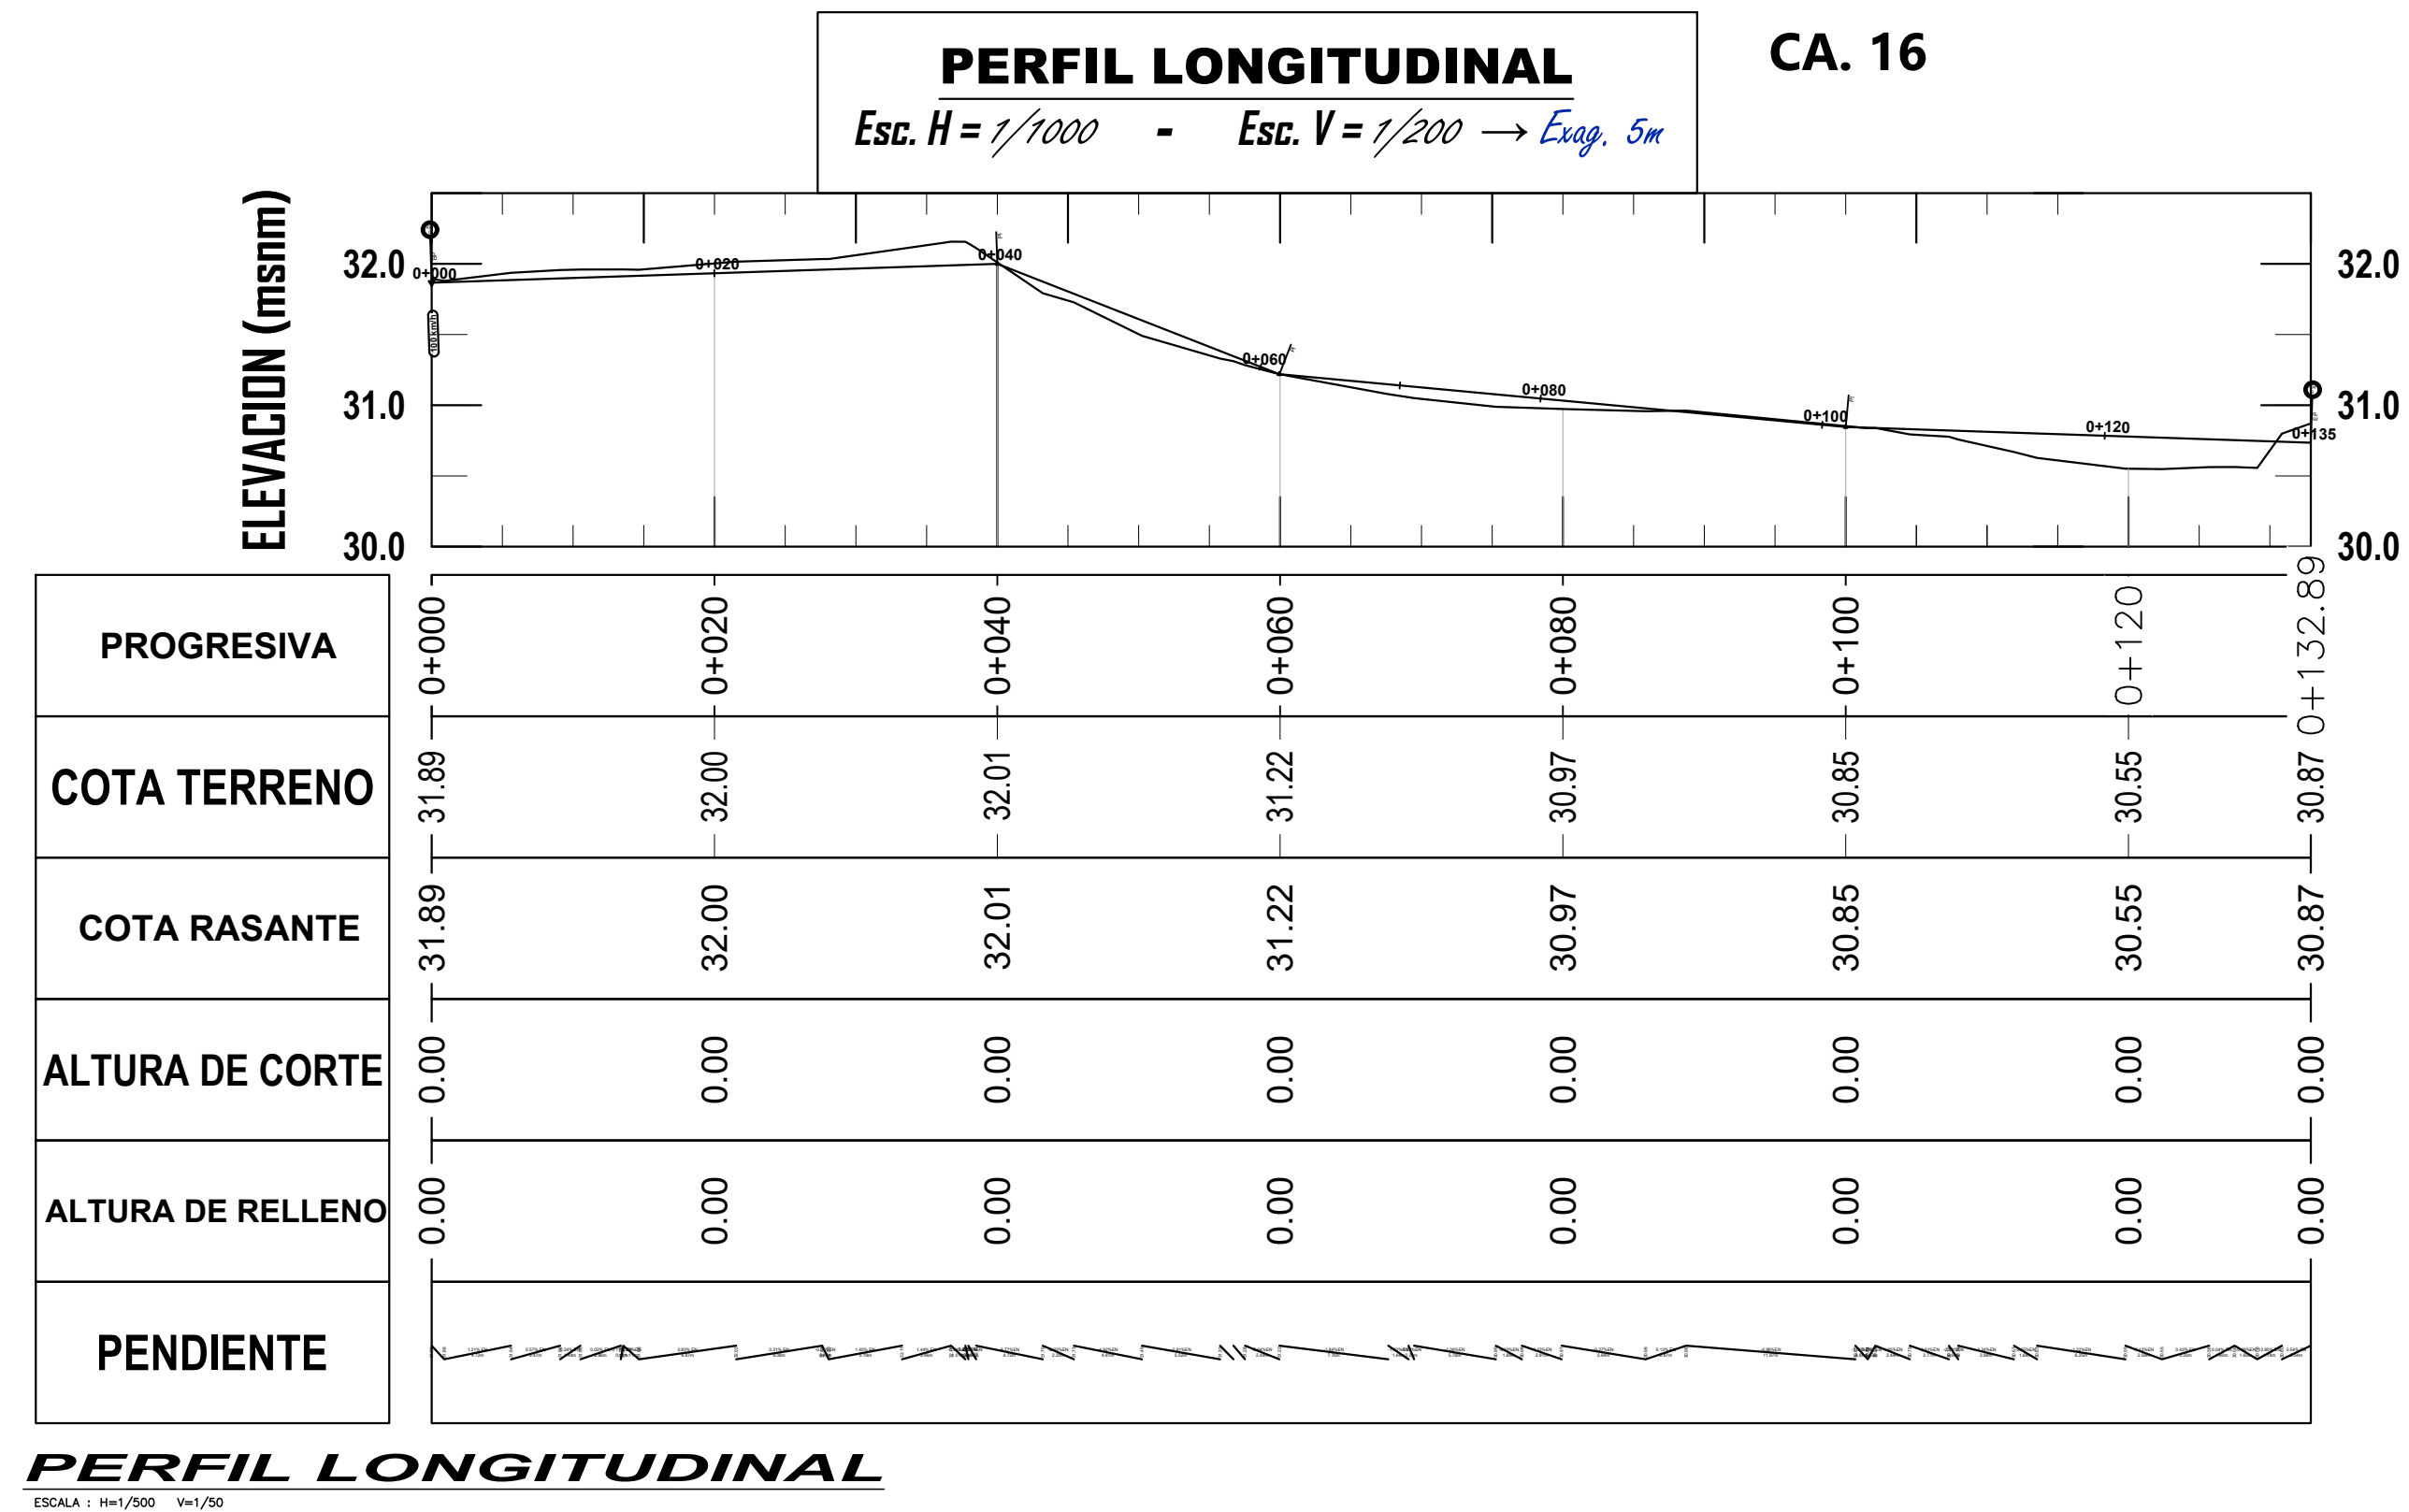 PERFIL LONGITUDINAL
CA. 16
Esc. H = 1/1000 - Esc. V = 1/200 → Exag. 5m
ELEVACION (msnm)
32.0
31.0
30.0
32.0
31.0
30.0
100 km/h
0+000 0+020 0+040 0+060 0+080 0+100 0+120 0+135
PROGRESIVA 0+000 0+020 0+040 0+060 0+080 0+100 0+120 0+132.89
COTA TERRENO 31.89 32.00 32.01 31.22 30.97 30.85 30.55 30.87
COTA RASANTE 31.89 32.00 32.01 31.22 30.97 30.85 30.55 30.87
ALTURA DE CORTE 0.00 0.00 0.00 0.00 0.00 0.00 0.00 0.00
ALTURA DE RELLENO 0.00 0.00 0.00 0.00 0.00 0.00 0.00 0.00
PENDIENTE
PERFIL LONGITUDINAL
ESCALA : H=1/500 V=1/50